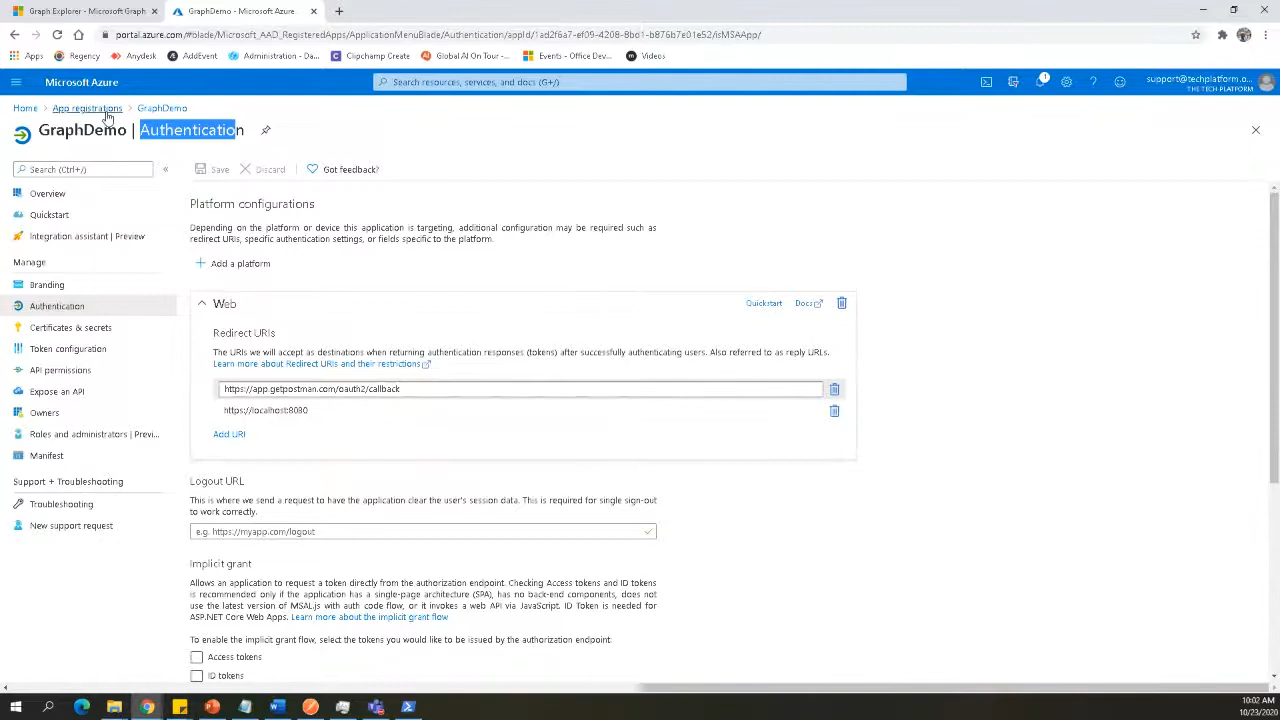 Graph Explorer - Microsoft Graph
GraphDemo - Microsoft Azure
portal.azure.com/#blade/Microsoft_AAD_RegisteredApps/ApplicationMenuBlade/Authentication/appId/1ad2f6a7-ef09-4208-8bd1-b876b7e01e52/isMSAApp/
Apps
Regency
Anydesk
AddEvent
Administration - Da...
Clipchamp Creator
Global AI On Tour -...
Events - Office Dev...
Videos
Microsoft Azure
Search resources, services, and docs (G+/)
1
support@techplatform.o...
THE TECH PLATFORM
Home > App registrations > GraphDemo
GraphDemo | Authentication
Search (Ctrl+/)
«
Save
Discard
Got feedback?
Overview
Quickstart
Integration assistant | Preview
Manage
Branding
Authentication
Certificates & secrets
Token configuration
API permissions
Expose an API
Owners
Roles and administrators | Previ...
Manifest
Support + Troubleshooting
Troubleshooting
New support request
Platform configurations
Depending on the platform or device this application is targeting, additional configuration may be required such as
redirect URIs, specific authentication settings, or fields specific to the platform.
Add a platform
Web
Quickstart
Docs
Redirect URIs
The URIs we will accept as destinations when returning authentication responses (tokens) after successfully authenticating users. Also referred to as reply URLs.
Learn more about Redirect URIs and their restrictions
https://app.getpostman.com/oauth2/callback
https://localhost:8080
Add URI
Logout URL
This is where we send a request to have the application clear the user's session data. This is required for single sign-out
to work correctly.
e.g. https://myapp.com/logout
Implicit grant
Allows an application to request a token directly from the authorization endpoint. Checking Access tokens and ID tokens
is recommended only if the application has a single-page architecture (SPA), has no back-end components, does not
use the latest version of MSAL.js with auth code flow, or it invokes a web API via JavaScript. ID Token is needed for
ASP.NET Core Web Apps. Learn more about the implicit grant flow
To enable the implicit grant flow, select the tokens you would like to be issued by the authorization endpoint:
Access tokens
ID tokens
10:02 AM
10/23/2020